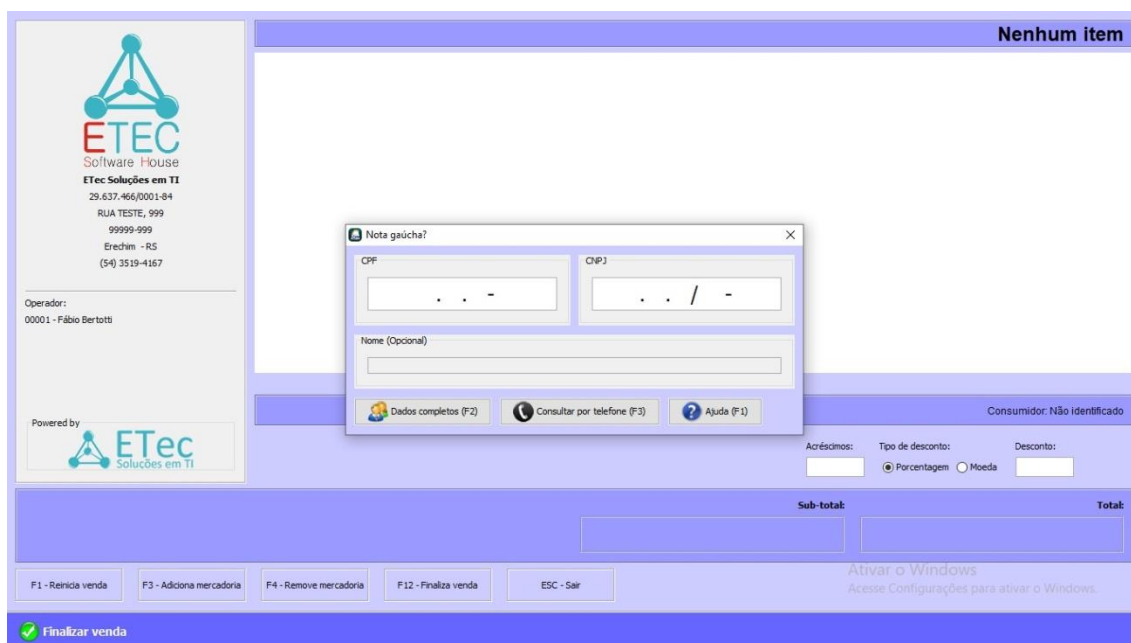 Nenhum item
ETEC
Software House
ETec Soluções em TI
29.637.466/0001-84
RUA TESTE, 999
99999-999
Erechim - RS
(54) 3519-4167
Operador:
00001 - Fábio Bertotti
Powered by
ETec
Soluções em TI
Nota gaúcha?
CPF
. . -
CNPJ
. . / -
Nome (Opcional)
Dados completos (F2)
Consultar por telefone (F3)
Ajuda (F1)
Consumidor: Não identificado
Acréscimos:
Tipo de desconto:
Desconto:
Porcentagem
Moeda
Sub-total:
Total:
F1 - Reinicia venda
F3 - Adiciona mercadoria
F4 - Remove mercadoria
F12 - Finaliza venda
ESC - Sair
Ativar o Windows
Acesse Configurações para ativar o Windows.
Finalizar venda